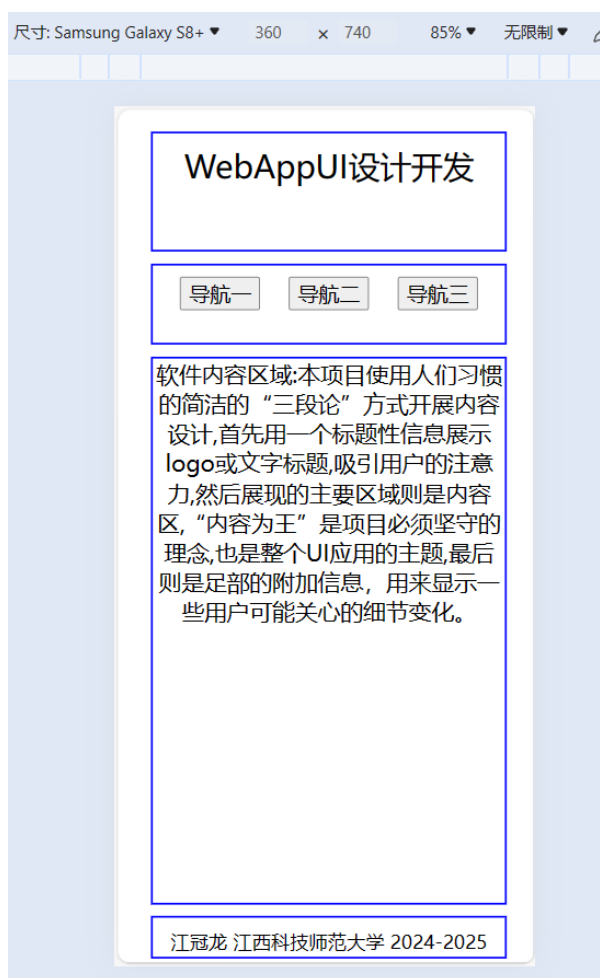 尺寸: Samsung Galaxy S8+ ▼ 360 × 740 85% ▼ 无限制 ▼
WebAppUI设计开发
导航一 导航二 导航三
软件内容区域:本项目使用人们习惯
的简洁的“三段论”方式开展内容
设计,首先用一个标题性信息展示
logo或文字标题,吸引用户的注意
力,然后展现的主要区域则是内容
区,“内容为王”是项目必须坚守的
理念,也是整个UI应用的主题,最后
则是足部的附加信息，用来显示一
些用户可能关心的细节变化。
江冠龙 江西科技师范大学 2024-2025